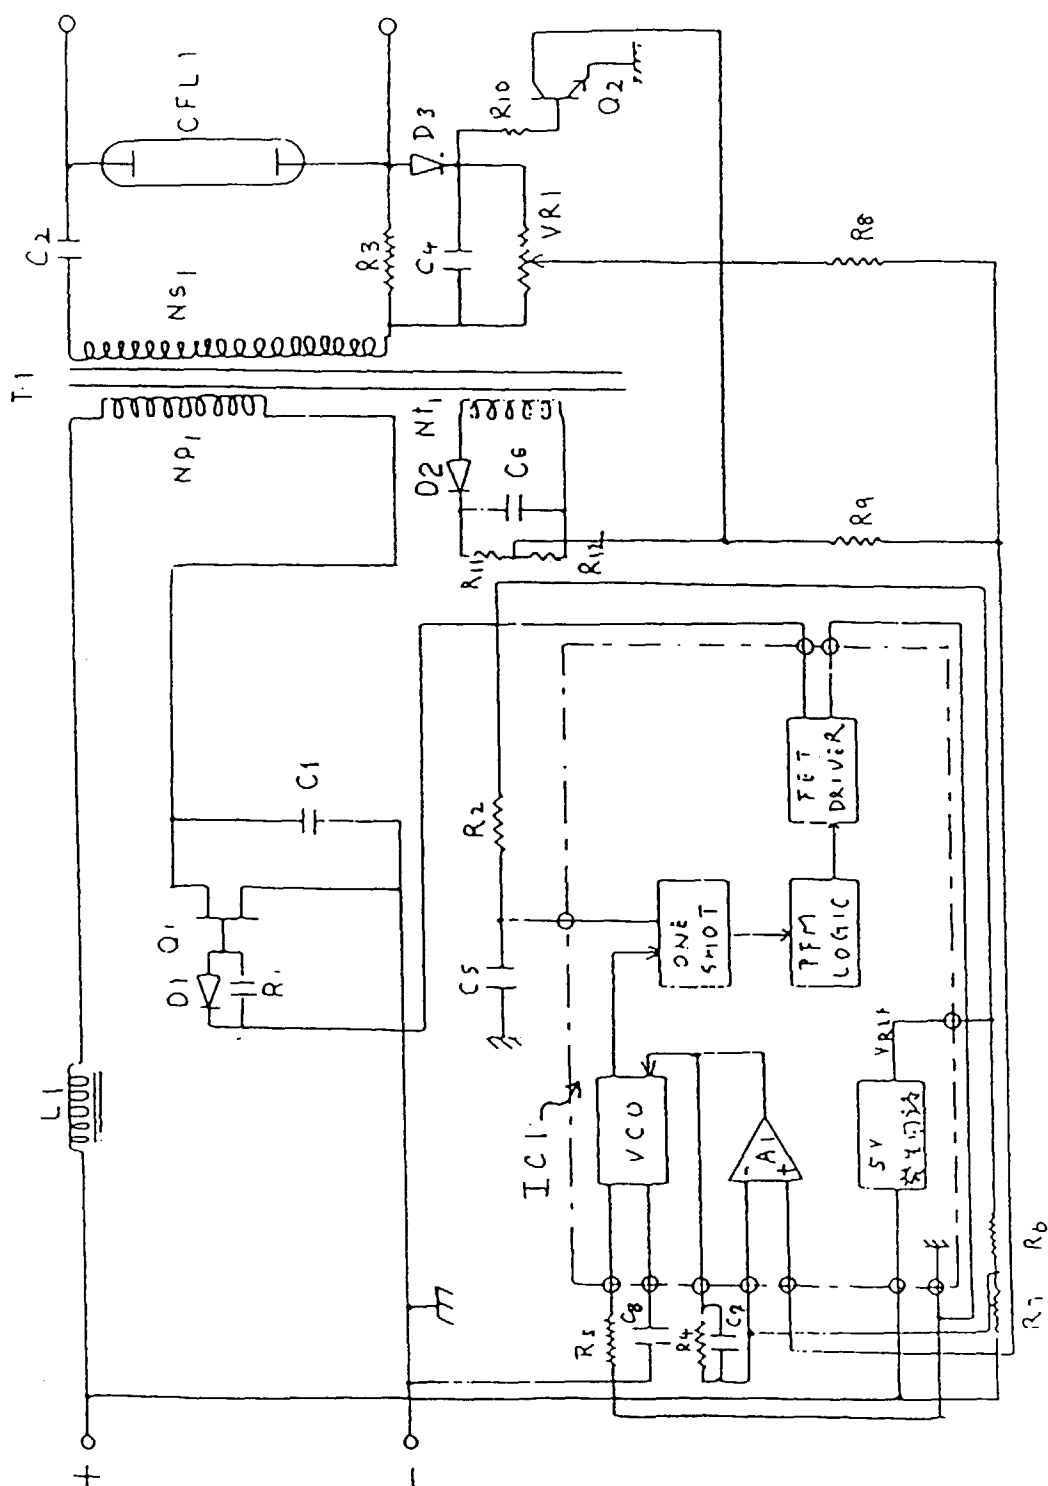 T1
C2
CFL1
NS1
R3
D3
C4
VR1
R10
Q2
R8
NP1
Nt1
D2
C6
R11
R12
R9
L1
Q1
D1
R1
C1
C5
R2
IC1
VCO
ONE
SHOT
PFM
LOGIC
FET
DRIVER
A1
-
+
5V
VREF
R5
C8
R4
C7
R7
R6
+
-